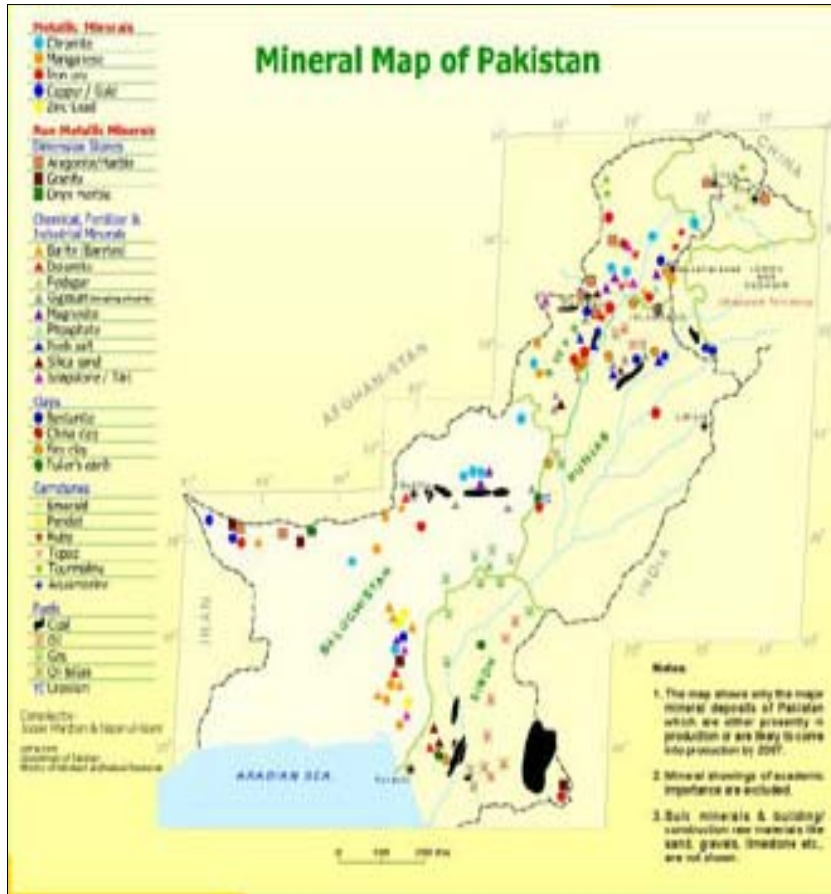 Mineral Map of Pakistan
Metallic Minerals
Chromite
Manganese
Iron ore
Copper / Gold
Zinc Lead
Non Metallic Minerals
Dimension Stones
Aragonite/Marble
Granite
Onyx marble
Chemical, Fertilizer &
Industrial Minerals
Barite (Barytes)
Dolomite
Gypsum
Magnesite
Phosphate
Rock salt
Silica sand
Soapstone / Talc
Clays
Bentonite
China clay
Fire clay
Fuller's earth
Gemstones
Emerald
Peridot
Ruby
Topaz
Tourmaline
Aquamarine
Fuels
Coal
Oil
Gas
Uranium
CHINA
AFGHANISTAN
PUNJAB
INDIA
IRAN
BALUCHISTAN
SINDH
ARABIAN SEA
Notes
1. The map shows only the major
mineral deposits of Pakistan
which are either presently in
production or are likely to come
into production by 2007.
2. Mineral showings of academic
importance are excluded.
3. Bulk minerals & building/
construction raw materials like
sand, gravels, limestone etc.,
are not shown.